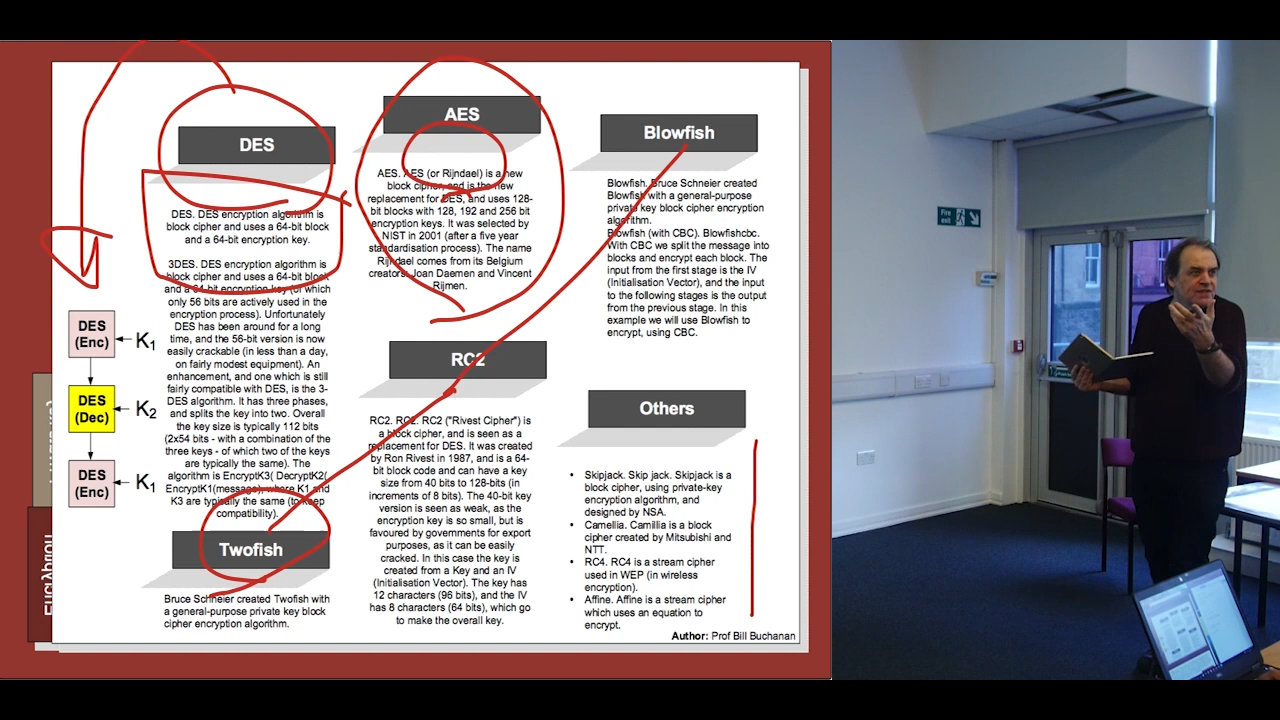 DES
DES. DES encryption algorithm is
block cipher and uses a 64-bit block
and a 64-bit encryption key.
3DES. DES encryption algorithm is
block cipher and uses a 64-bit block
and a 64-bit encryption key (of which
only 56 bits are actively used in the
encryption process). Unfortunately
DES has been around for a long
time, and the 56-bit version is now
easily crackable (in less than a day,
on fairly modest equipment). An
enhancement, and one which is still
fairly compatible with DES, is the 3-
DES algorithm. It has three phases,
and splits the key into two. Overall
the key size is typically 112 bits
(2x54 bits - with a combination of the
three keys - of which two of the keys
are typically the same). The
algorithm is EncryptK3( DecryptK2(
EncryptK1(message), where K1 and
K3 are typically the same (to keep
compatibility).
DES
(Enc)
K1
DES
(Dec)
K2
DES
(Enc)
K1
Twofish
Bruce Schneier created Twofish with
a general-purpose private key block
cipher encryption algorithm.
AES
AES. AES (or Rijndael) is a new
block cipher, and is the new
replacement for DES, and uses 128-
bit blocks with 128, 192 and 256 bit
encryption keys. It was selected by
NIST in 2001 (after a five year
standardisation process). The name
Rijndael comes from its Belgium
creators: Joan Daemen and Vincent
Rijmen.
RC2
RC2. RC2. RC2 ("Rivest Cipher") is
a block cipher, and is seen as a
replacement for DES. It was created
by Ron Rivest in 1987, and is a 64-
bit block code and can have a key
size from 40 bits to 128-bits (in
increments of 8 bits). The 40-bit key
version is seen as weak, as the
encryption key is so small, but is
favoured by governments for export
purposes, as it can be easily
cracked. In this case the key is
created from a Key and an IV
(Initialisation Vector). The key has
12 characters (96 bits), and the IV
has 8 characters (64 bits), which go
to make the overall key.
Blowfish
Blowfish. Bruce Schneier created
Blowfish with a general-purpose
private key block cipher encryption
algorithm.
Blowfish (with CBC). Blowfishcbc.
With CBC we split the message into
blocks and encrypt each block. The
input from the first stage is the IV
(Initialisation Vector), and the input
to the following stages is the output
from the previous stage. In this
example we will use Blowfish to
encrypt, using CBC.
Others
• Skipjack. Skip jack. Skipjack is a
block cipher, using private-key
encryption algorithm, and
designed by NSA.
• Camellia. Camillia is a block
cipher created by Mitsubishi and
NTT.
• RC4. RC4 is a stream cipher
used in WEP (in wireless
encryption).
• Affine. Affine is a stream cipher
which uses an equation to
encrypt.
Author: Prof Bill Buchanan
Fire
exit